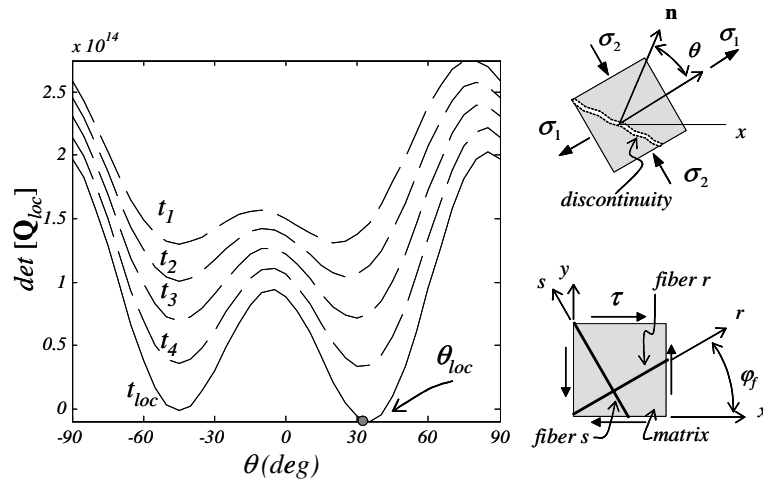 x 10^14
det [Q_loc]
2.5
2
1.5
1
0.5
0
-90
-60
-30
0
30
60
90
θ(deg)
t_1
t_2
t_3
t_4
t_loc
θ_loc
n
σ_2
θ
σ_1
σ_1
x
σ_2
discontinuity
s
y
τ
fiber r
r
φ_f
x
fiber s
matrix